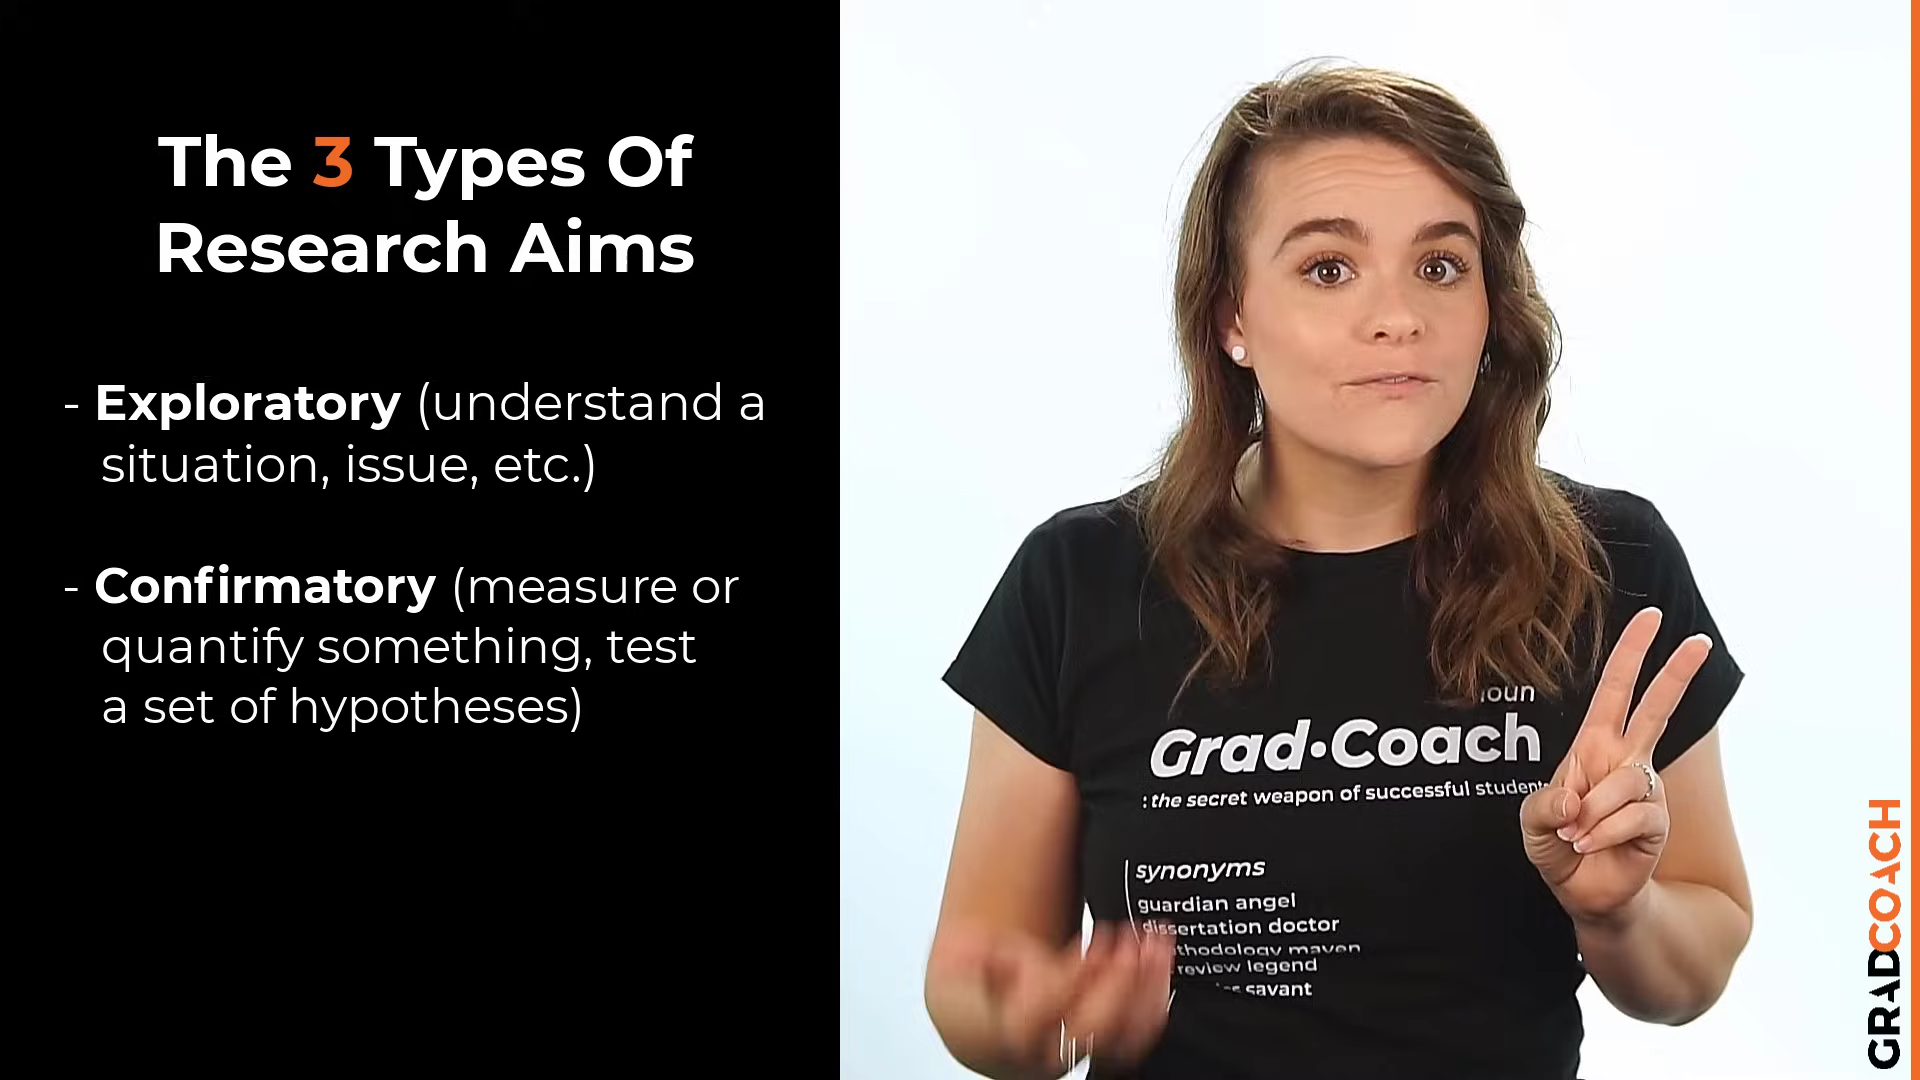 The 3 Types Of
Research Aims
- Exploratory (understand a
situation, issue, etc.)
- Confirmatory (measure or
quantify something, test
a set of hypotheses)
Grad•Coach
: the secret weapon of successful
synonyms
guardian angel
dissertation doctor
maven
review legend
savant
GRADCOACH